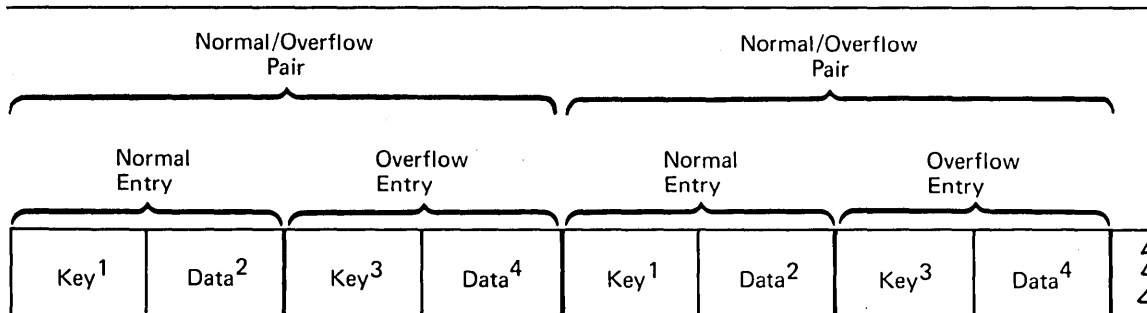 Normal/Overflow
Pair
Normal/Overflow
Pair
Normal
Entry
Overflow
Entry
Normal
Entry
Overflow
Entry
Key¹ Data² Key³ Data⁴ Key¹ Data² Key³ Data⁴